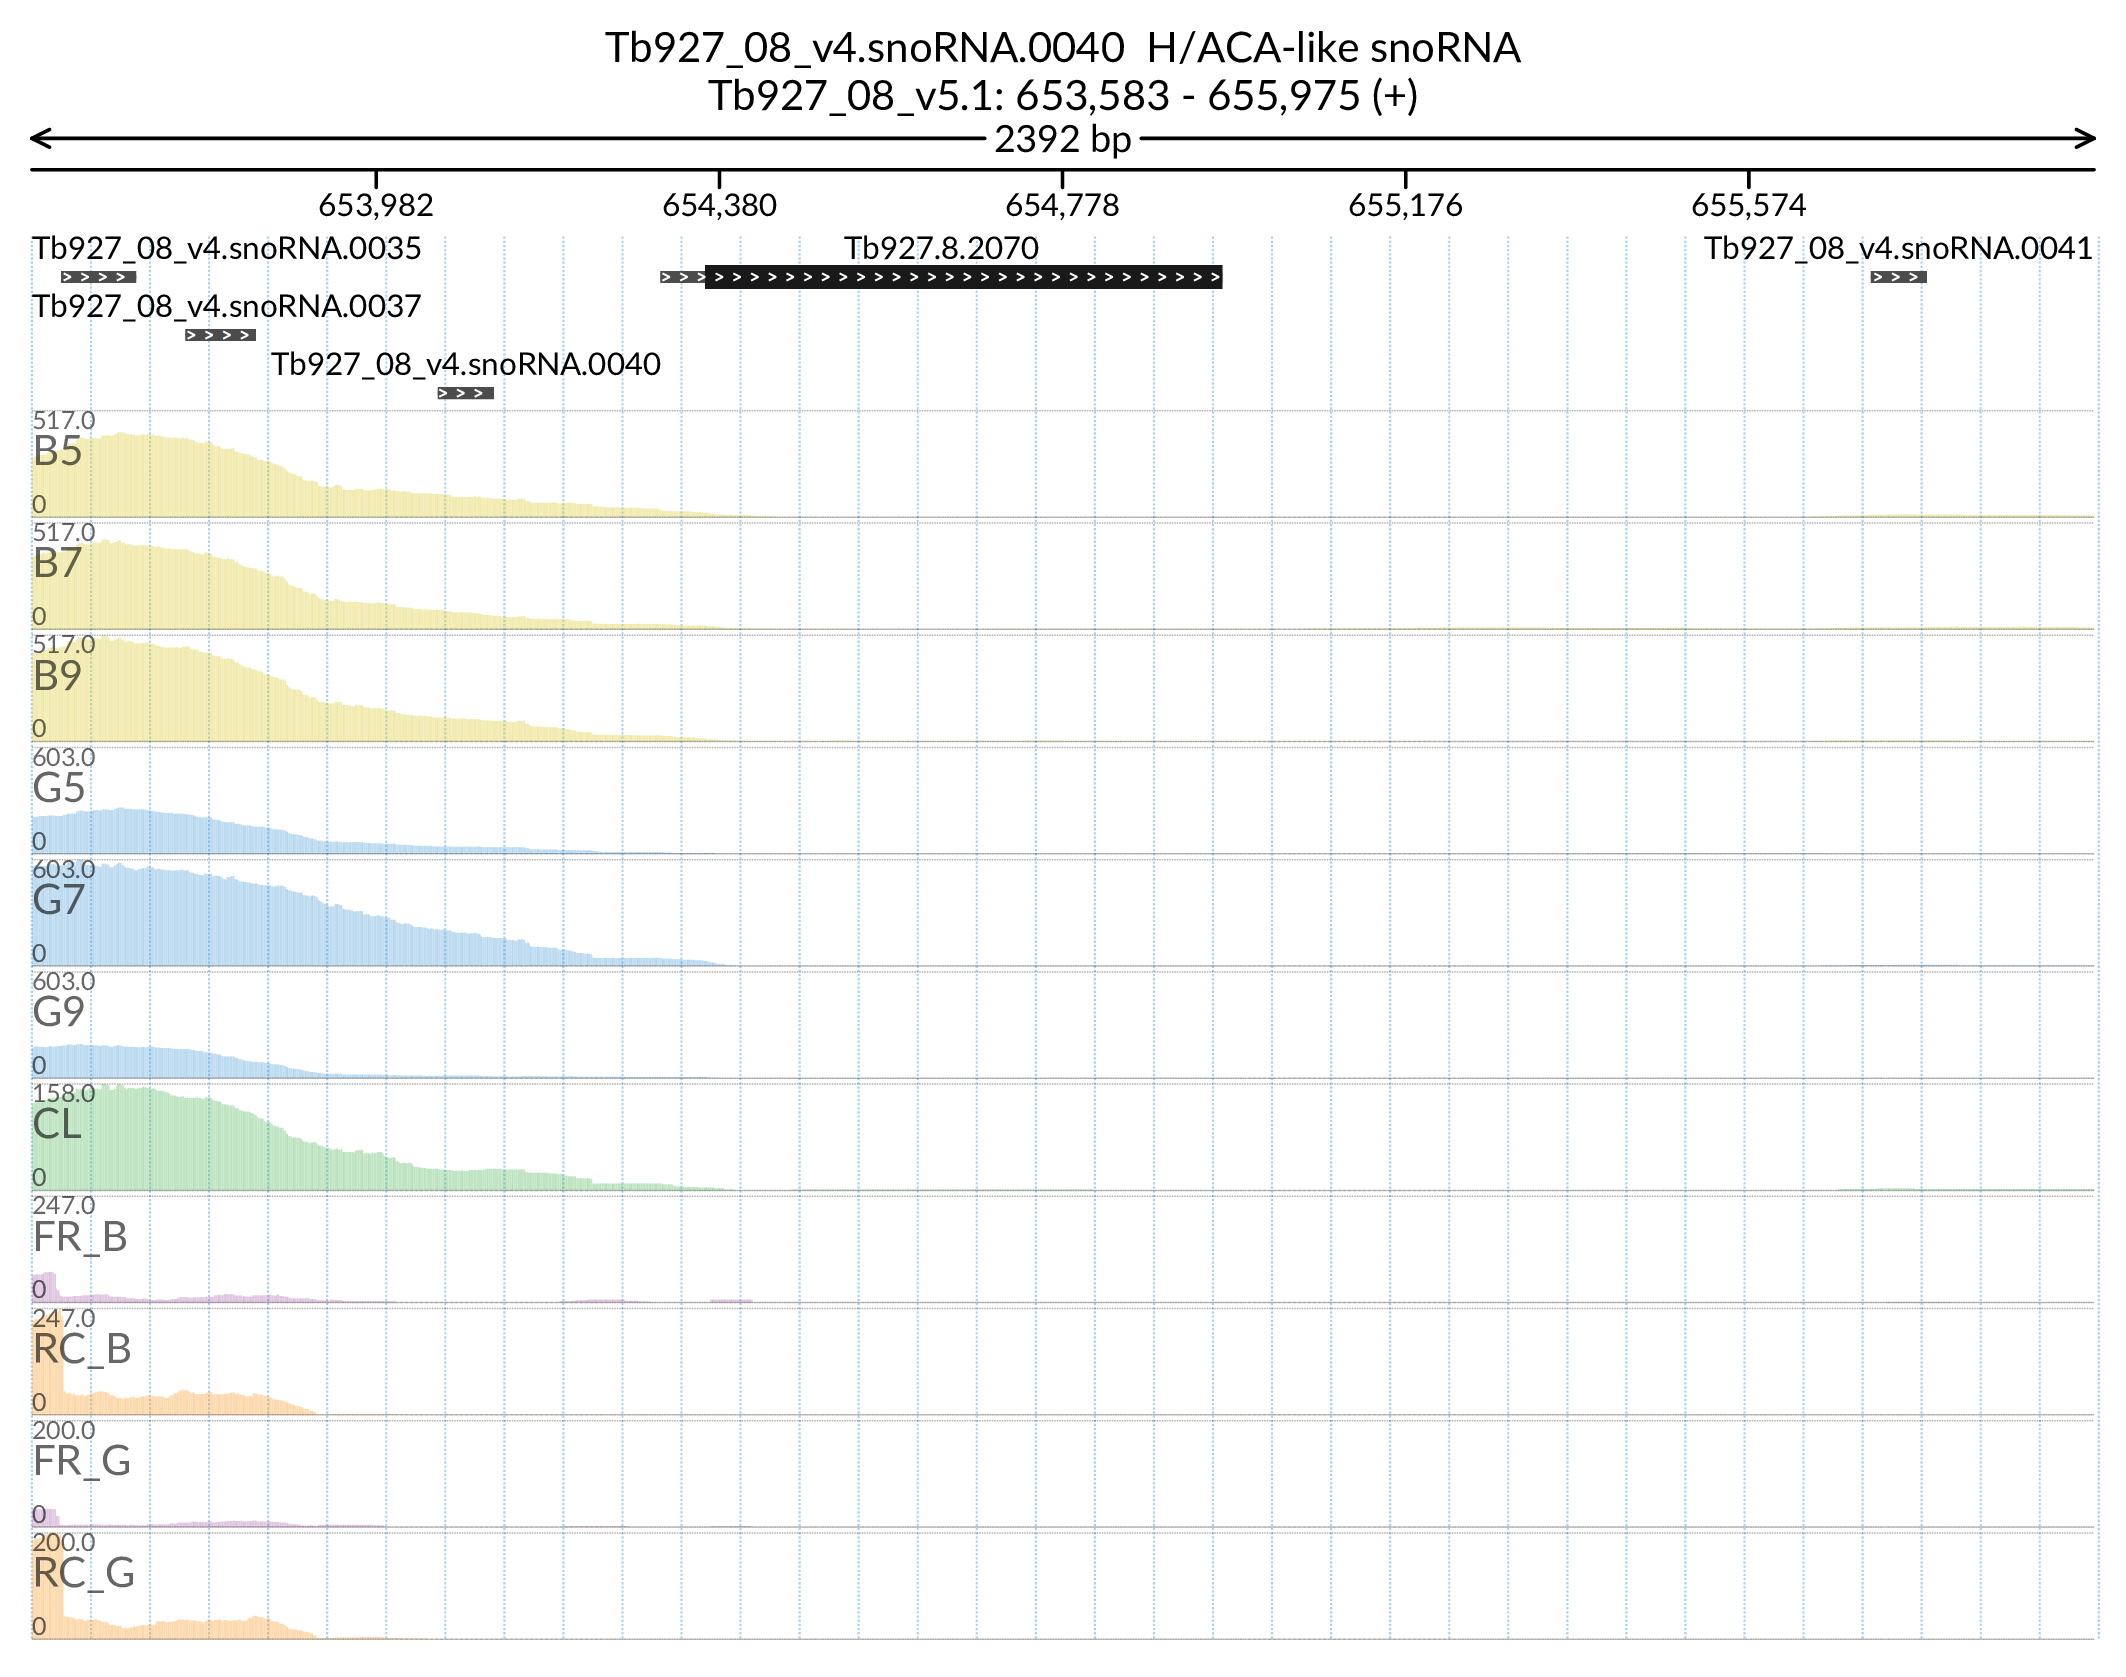 Tb927_08_v4.snoRNA.0040  H/ACA-like snoRNA
Tb927_08_v5.1: 653,583 - 655,975 (+)
2392 bp
653,982 654,380 654,778 655,176 655,574
Tb927_08_v4.snoRNA.0035 Tb927.8.2070 Tb927_08_v4.snoRNA.0041
Tb927_08_v4.snoRNA.0037
Tb927_08_v4.snoRNA.0040
517.0
B5
0
517.0
B7
0
517.0
B9
0
603.0
G5
0
603.0
G7
0
603.0
G9
0
158.0
CL
0
247.0
FR_B
0
247.0
RC_B
0
200.0
FR_G
0
200.0
RC_G
0